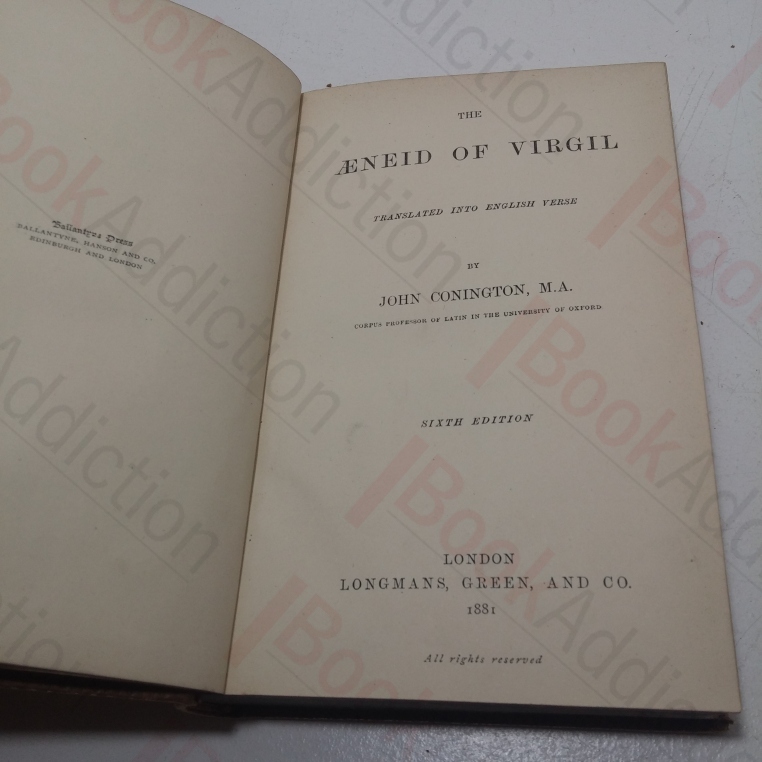 Ballantyne Press
BALLANTYNE, HANSON AND CO.
EDINBURGH AND LONDON
THE
ÆNEID OF VIRGIL
TRANSLATED INTO ENGLISH VERSE
BY
JOHN CONINGTON, M.A.
CORPUS PROFESSOR OF LATIN IN THE UNIVERSITY OF OXFORD
SIXTH EDITION
LONDON
LONGMANS, GREEN, AND CO.
1881
All rights reserved
BookAddiction